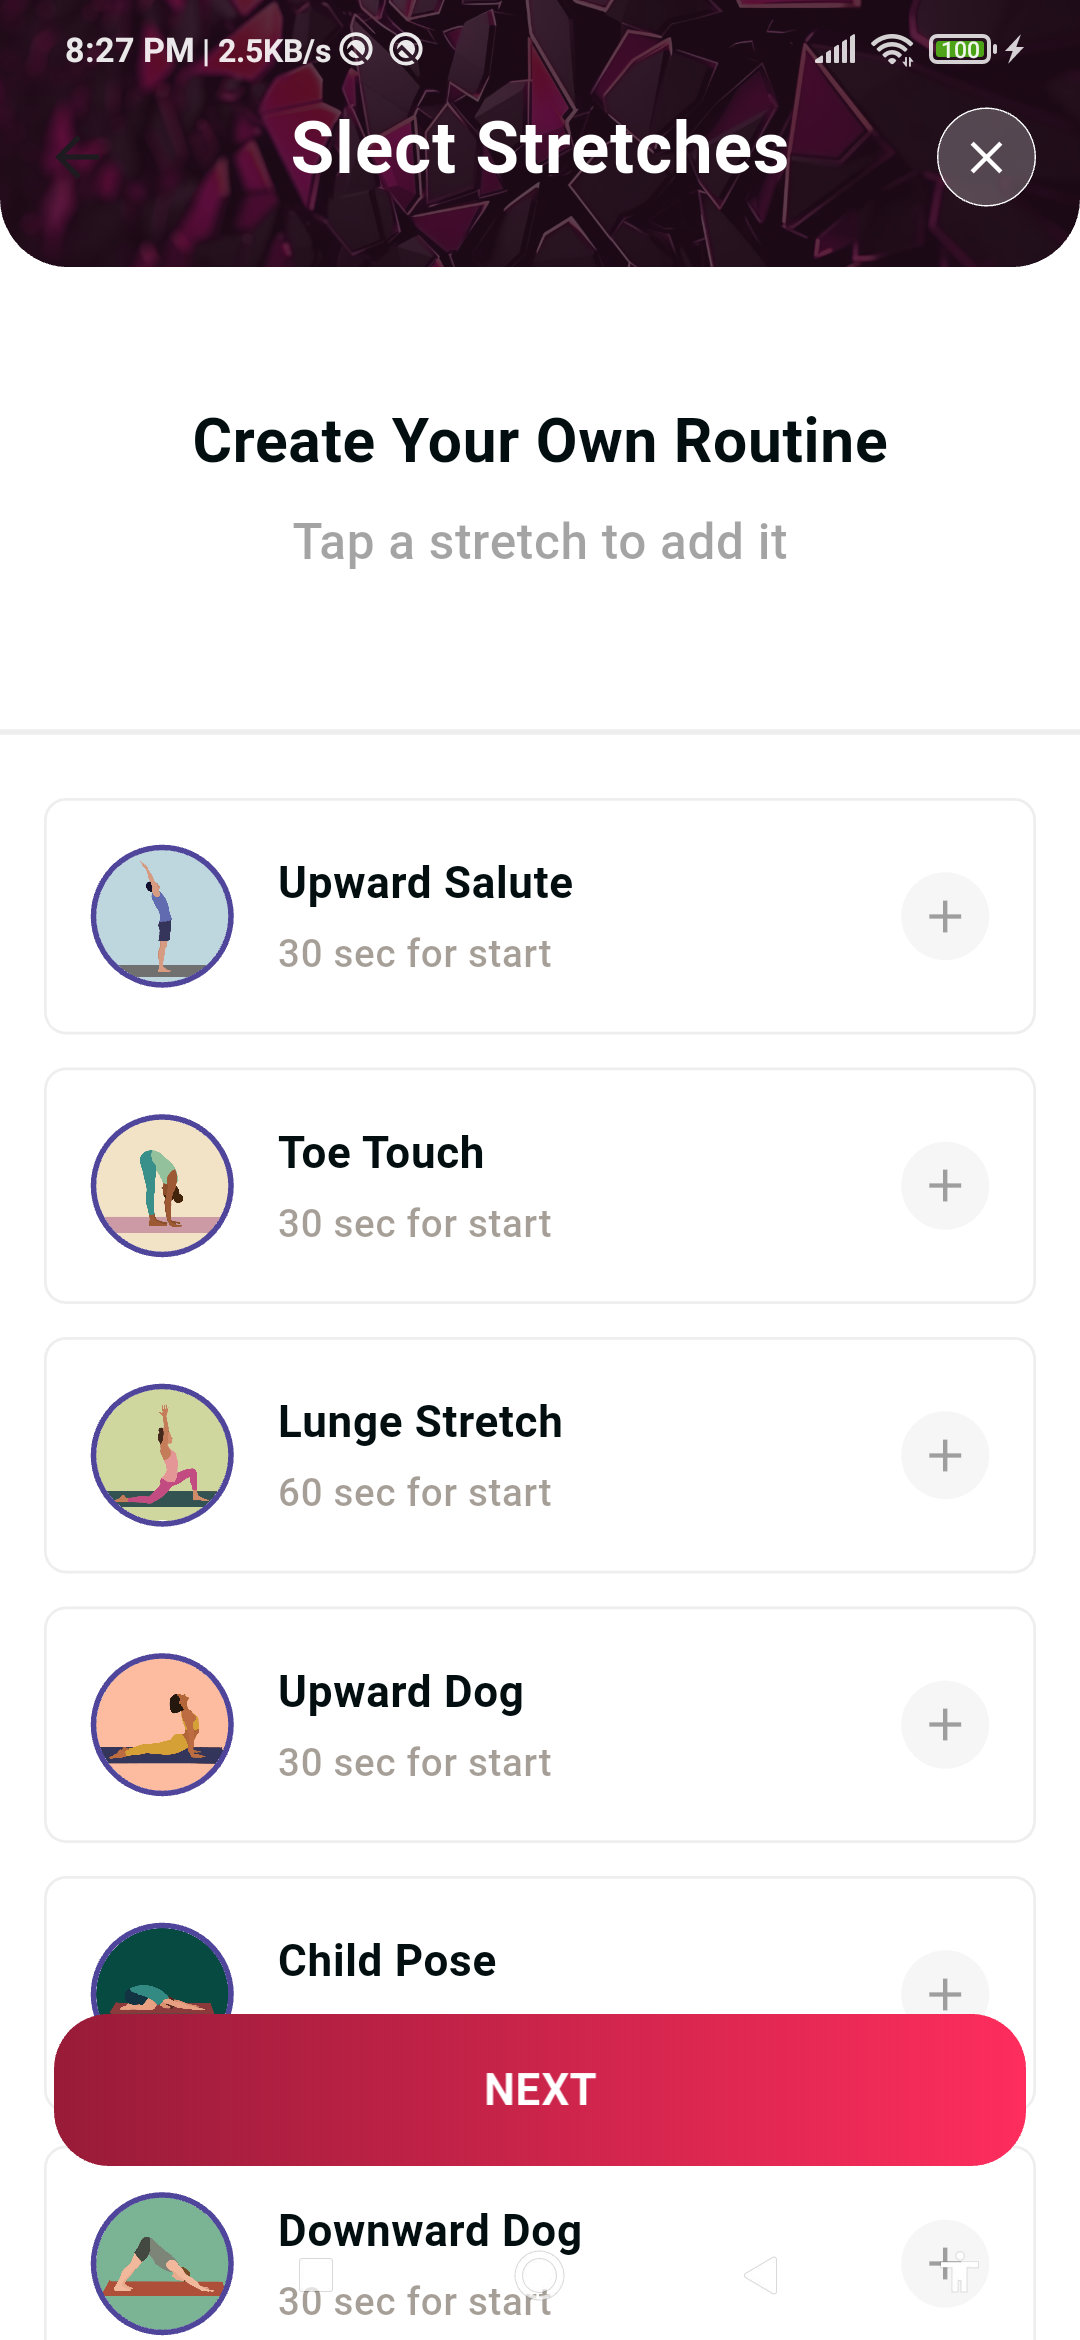 8:27 PM | 2.5KB/s
100
Slect Stretches
Create Your Own Routine
Tap a stretch to add it
Upward Salute
30 sec for start
Toe Touch
30 sec for start
Lunge Stretch
60 sec for start
Upward Dog
30 sec for start
Child Pose
NEXT
Downward Dog
30 sec for start